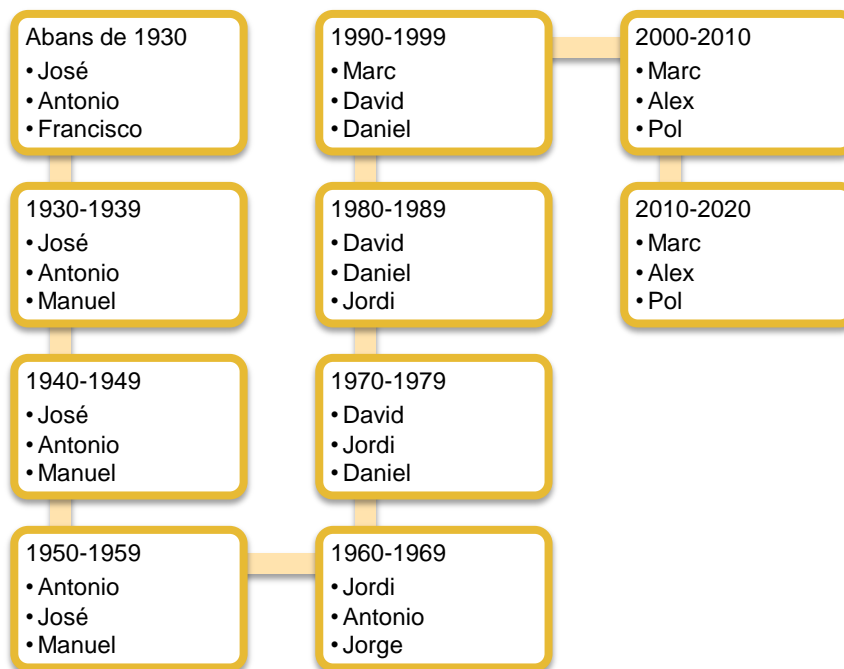 Abans de 1930
• José
• Antonio
• Francisco
1930-1939
• José
• Antonio
• Manuel
1940-1949
• José
• Antonio
• Manuel
1950-1959
• Antonio
• José
• Manuel
1960-1969
• Jordi
• Antonio
• Jorge
1970-1979
• David
• Jordi
• Daniel
1980-1989
• David
• Daniel
• Jordi
1990-1999
• Marc
• David
• Daniel
2000-2010
• Marc
• Alex
• Pol
2010-2020
• Marc
• Alex
• Pol